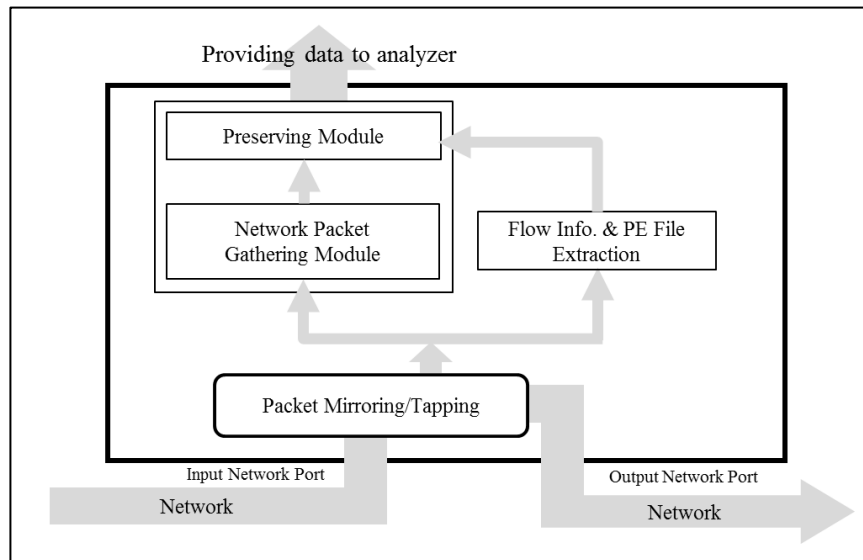 Providing data to analyzer
Preserving Module
Network Packet
Gathering Module
Flow Info. & PE File
Extraction
Packet Mirroring/Tapping
Input Network Port
Output Network Port
Network
Network